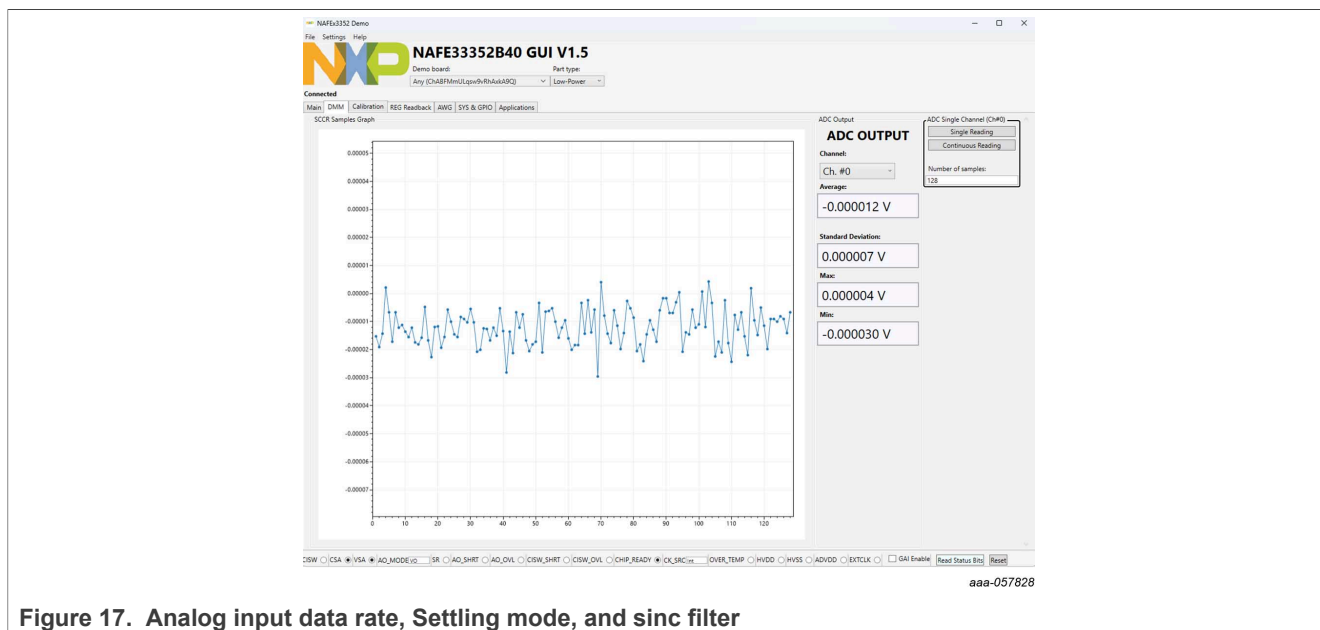 NAFEx3352 Demo
File Settings Help
NXP
NAFE33352B40 GUI V1.5
Demo board: Part type:
Low-Power
Connected
Main DMM Calibration REG Readback AWG SYS & GPIO Applications
SCCR Samples Graph
ADC Output
ADC Single Channel (Ch#0)
ADC OUTPUT
Single Reading
Continuous Reading
Channel:
Ch. #0
Number of samples:
128
Average:
-0.000012 V
Standard Deviation:
0.000007 V
Max:
0.000004 V
Min:
-0.000030 V
0.00005
0.00004
0.00003
0.00002
0.00001
0.00000
-0.00001
-0.00002
-0.00003
-0.00004
-0.00005
-0.00006
-0.00007
0 10 20 30 40 50 60 70 80 90 100 110 120
CISW CSA VSA AO_MODE VO SR AO_SHRT AO_OVL CISW_SHRT CISW_OVL CHIP_READY CK_SRC Int OVER_TEMP HVDD HVSS ADVDD EXTCLK GAI Enable Read Status Bits Reset
aaa-057828
Figure 17. Analog input data rate, Settling mode, and sinc filter